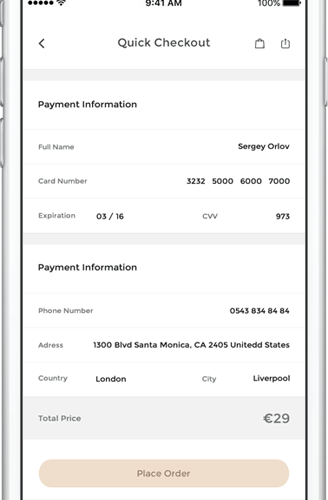 9:41 AM 100%
Quick Checkout
Payment Information
Full Name Sergey Orlov
Card Number 3232 5000 6000 7000
Expiration 03 / 16 CVV 973
Payment Information
Phone Number 0543 834 84 84
Adress 1300 Blvd Santa Monica, CA 2405 Unitedd States
Country London City Liverpool
Total Price €29
Place Order